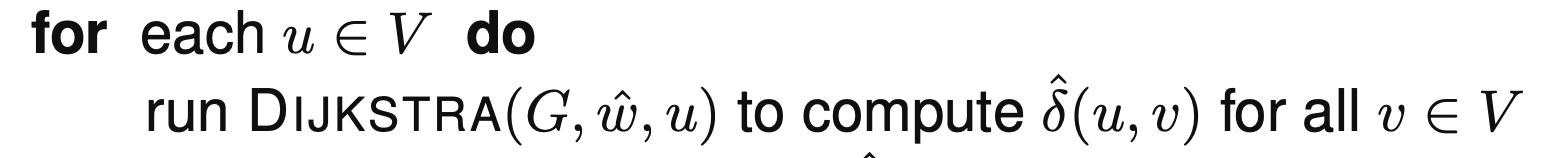 for each u ∈ V do
run DIJKSTRA(G, ŵ, u) to compute δ̂(u, v) for all v ∈ V